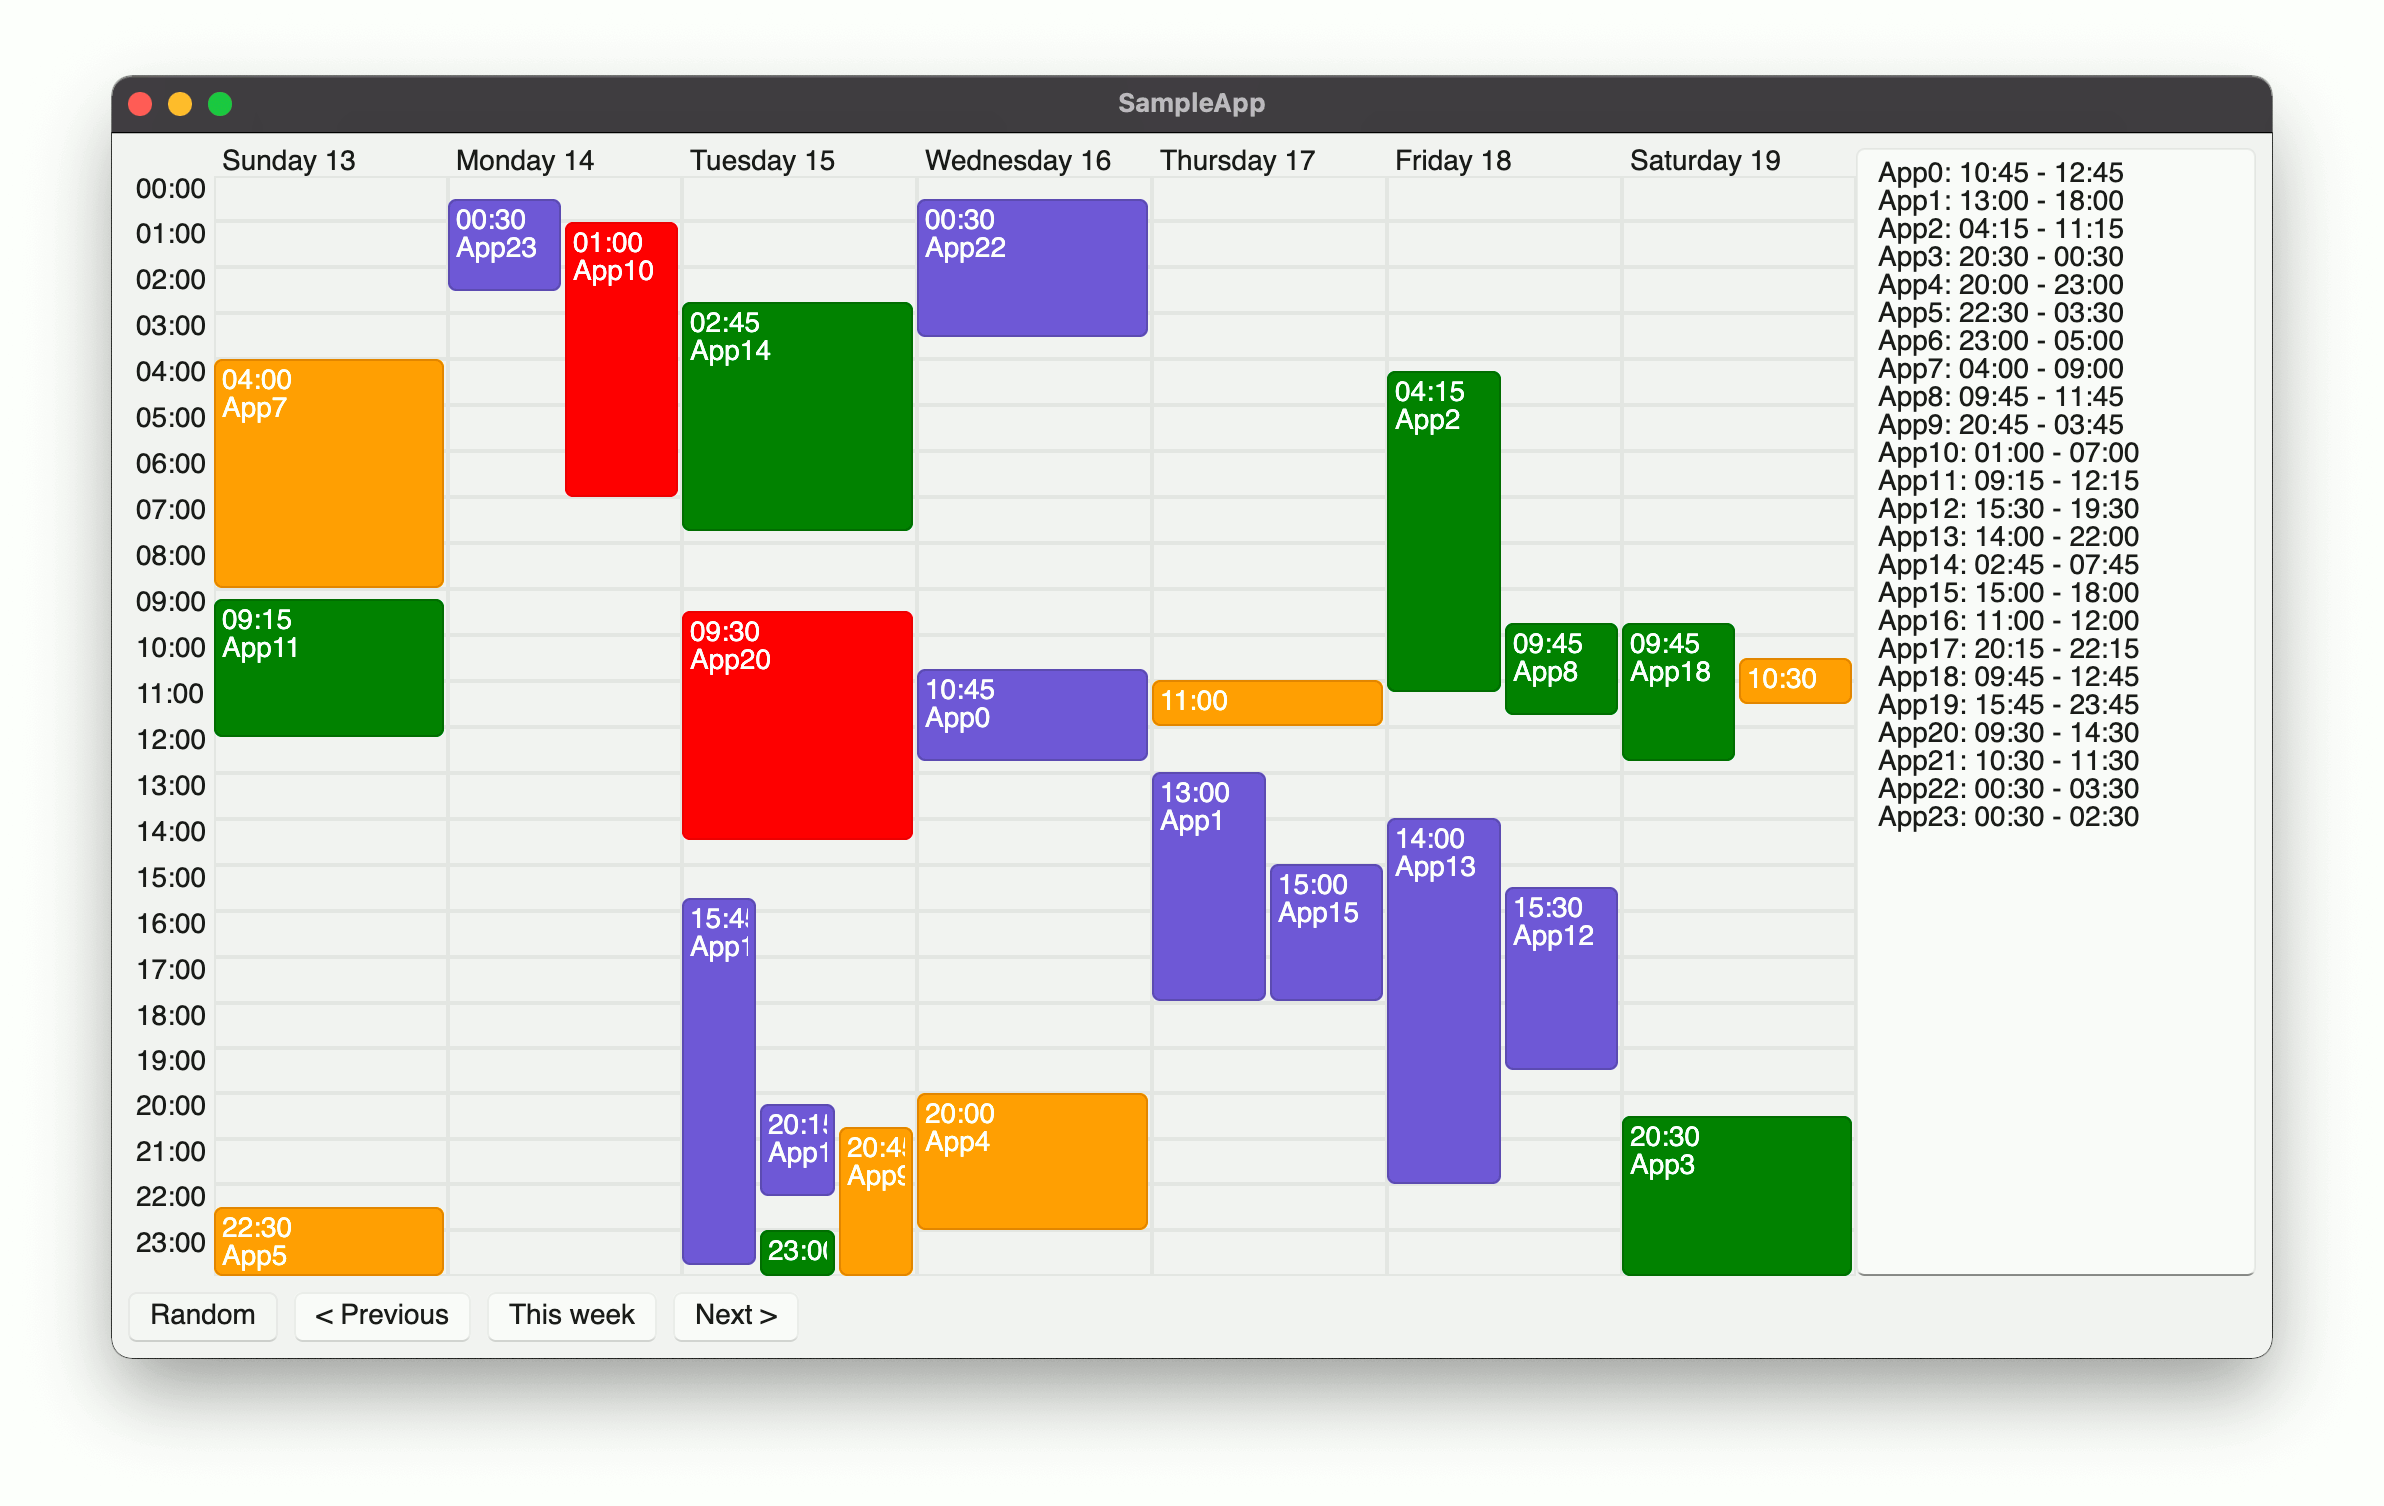 SampleApp
Sunday 13
Monday 14
Tuesday 15
Wednesday 16
Thursday 17
Friday 18
Saturday 19
00:00
01:00
02:00
03:00
04:00
05:00
06:00
07:00
08:00
09:00
10:00
11:00
12:00
13:00
14:00
15:00
16:00
17:00
18:00
19:00
20:00
21:00
22:00
23:00
04:00
App7
09:15
App11
22:30
App5
00:30
App23
01:00
App10
02:45
App14
09:30
App20
15:4
App1
20:1
App1
23:0
20:4
App9
00:30
App22
10:45
App0
20:00
App4
11:00
13:00
App1
15:00
App15
04:15
App2
09:45
App8
14:00
App13
15:30
App12
09:45
App18
10:30
20:30
App3
App0: 10:45 - 12:45
App1: 13:00 - 18:00
App2: 04:15 - 11:15
App3: 20:30 - 00:30
App4: 20:00 - 23:00
App5: 22:30 - 03:30
App6: 23:00 - 05:00
App7: 04:00 - 09:00
App8: 09:45 - 11:45
App9: 20:45 - 03:45
App10: 01:00 - 07:00
App11: 09:15 - 12:15
App12: 15:30 - 19:30
App13: 14:00 - 22:00
App14: 02:45 - 07:45
App15: 15:00 - 18:00
App16: 11:00 - 12:00
App17: 20:15 - 22:15
App18: 09:45 - 12:45
App19: 15:45 - 23:45
App20: 09:30 - 14:30
App21: 10:30 - 11:30
App22: 00:30 - 03:30
App23: 00:30 - 02:30
Random
< Previous
This week
Next >